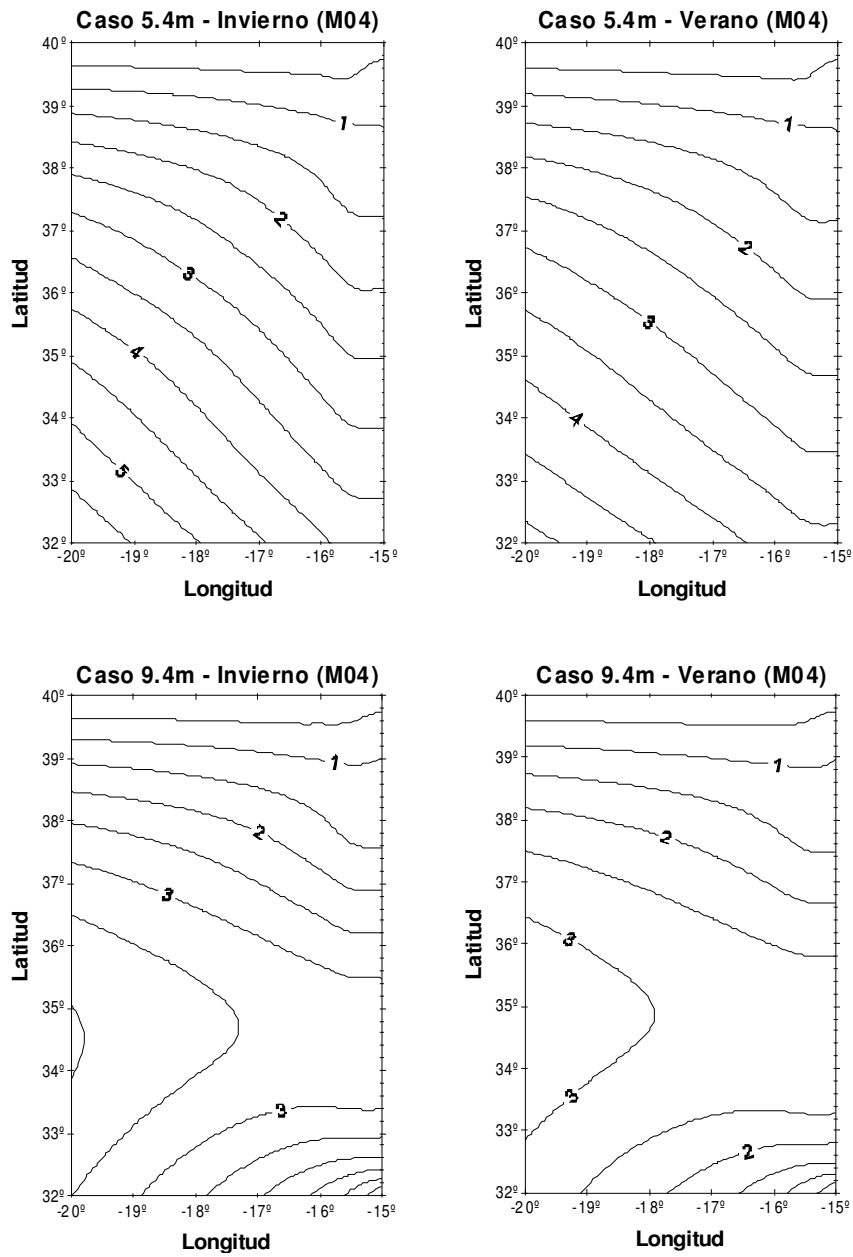 Caso 5.4m - Invierno (M04)
40º
39º
38º
37º
36º
35º
34º
33º
32º
Latitud
1
2
3
4
5
-20º -19º -18º -17º -16º -15º
Longitud
Caso 5.4m - Verano (M04)
40º
39º
38º
37º
36º
35º
34º
33º
32º
Latitud
1
2
3
4
-20º -19º -18º -17º -16º -15º
Longitud
Caso 9.4m - Invierno (M04)
40º
39º
38º
37º
36º
35º
34º
33º
32º
Latitud
1
2
3
3
-20º -19º -18º -17º -16º -15º
Longitud
Caso 9.4m - Verano (M04)
40º
39º
38º
37º
36º
35º
34º
33º
32º
Latitud
1
2
3
3
2
-20º -19º -18º -17º -16º -15º
Longitud